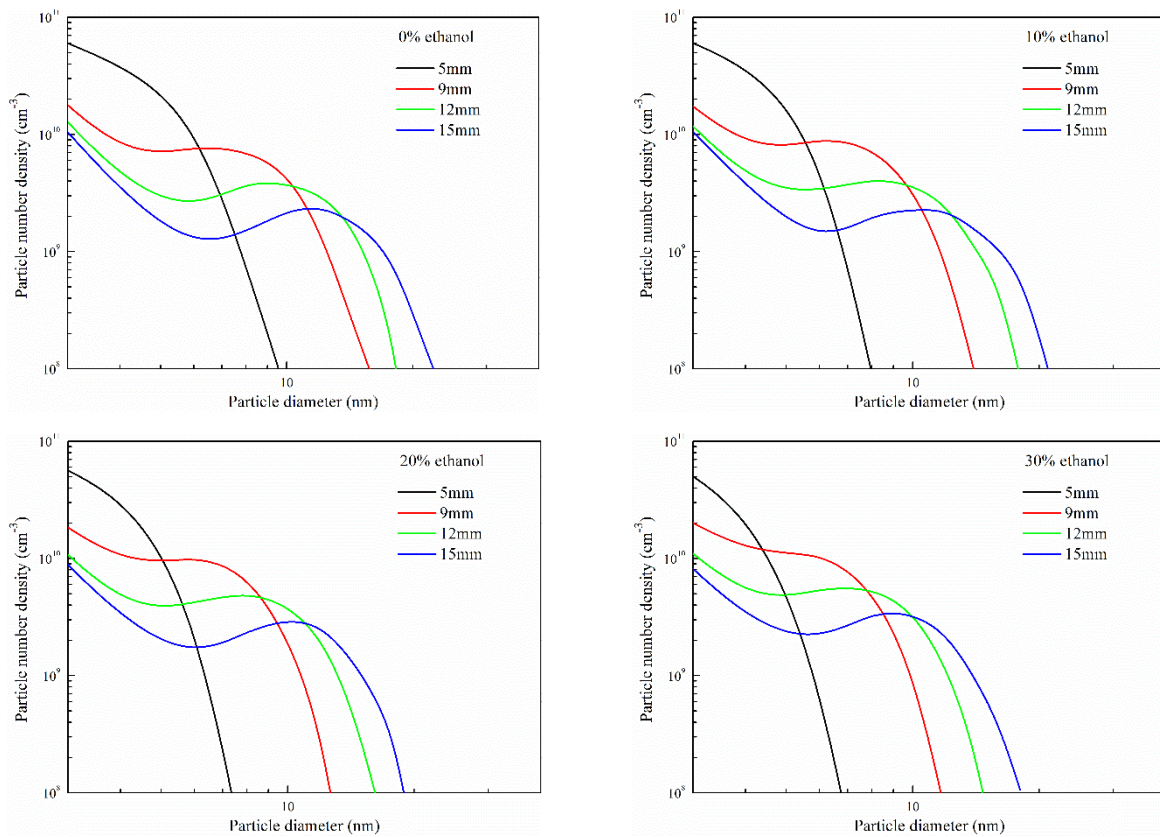 10¹¹
0% ethanol
5mm
9mm
12mm
15mm
10¹⁰
10⁹
10⁸
10
Particle number density (cm⁻³)
Particle diameter (nm)
10¹¹
10% ethanol
5mm
9mm
12mm
15mm
10¹⁰
10⁹
10⁸
10
Particle number density (cm⁻³)
Particle diameter (nm)
10¹¹
20% ethanol
5mm
9mm
12mm
15mm
10¹⁰
10⁹
10⁸
10
Particle number density (cm⁻³)
Particle diameter (nm)
10¹¹
30% ethanol
5mm
9mm
12mm
15mm
10¹⁰
10⁹
10⁸
10
Particle number density (cm⁻³)
Particle diameter (nm)